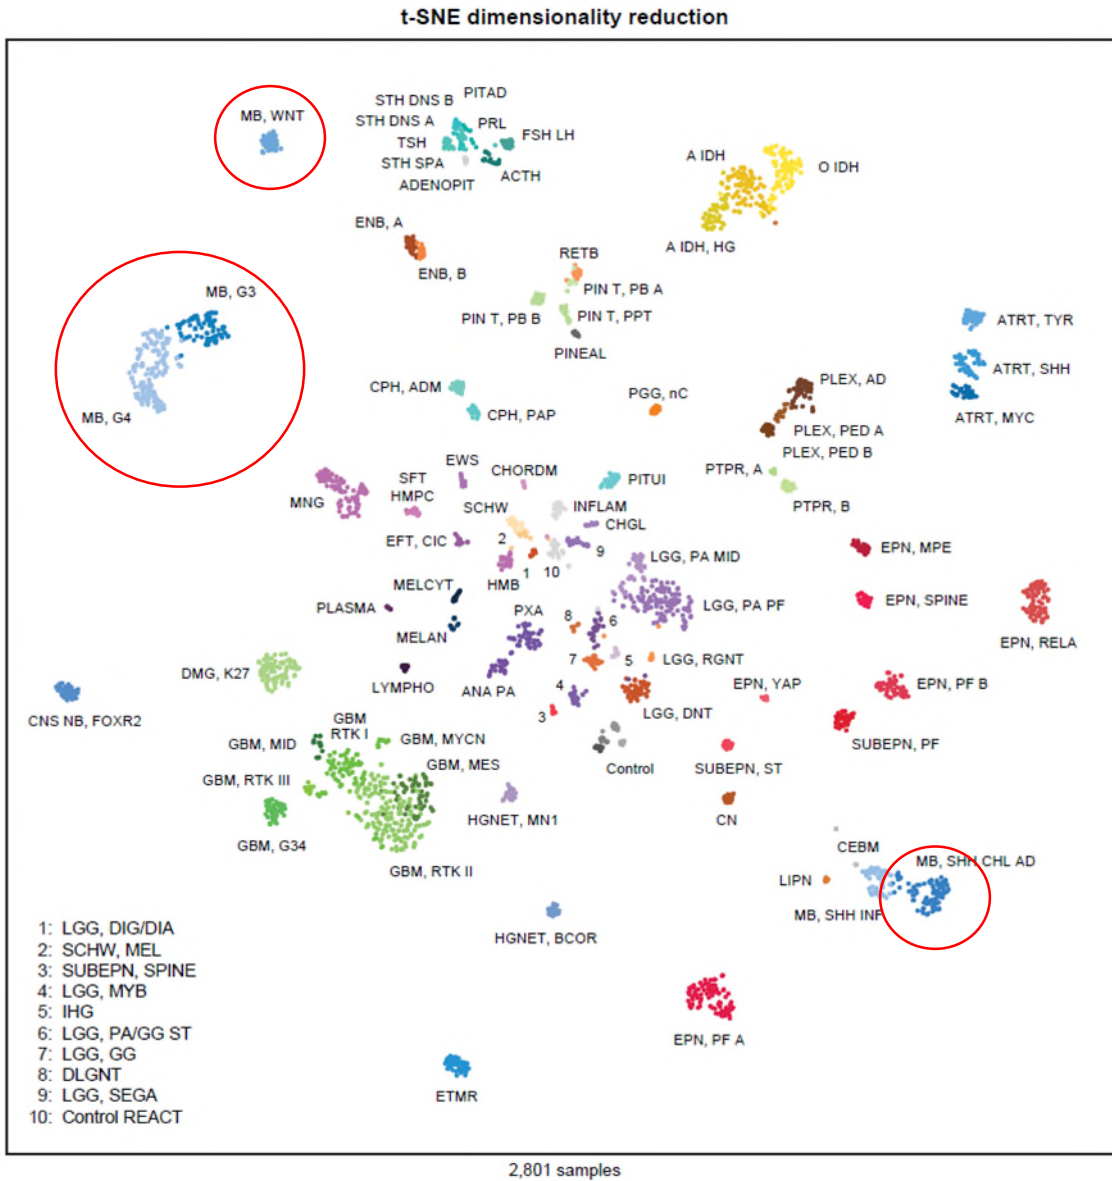 t-SNE dimensionality reduction
MB, WNT
STH DNS B
PITAD
STH DNS A
PRL
TSH
FSH LH
STH SPA
ACTH
ADENOPIT
A IDH
O IDH
A IDH, HG
ENB, A
ENB, B
RETB
PIN T, PB A
PIN T, PB B
PIN T, PPT
PINEAL
MB, G3
MB, G4
ATRT, TYR
ATRT, SHH
ATRT, MYC
CPH, ADM
CPH, PAP
PGG, nC
PLEX, AD
PLEX, PED A
PLEX, PED B
PTPR, A
PTPR, B
EWS
CHORDM
PITUI
SFT
HMPC
MNG
SCHW
INFLAM
CHGL
EFT, CIC
2
1
10
9
HMB
LGG, PA MID
EPN, MPE
MELCYT
PLASMA
PXA
8
6
LGG, PA PF
EPN, SPINE
EPN, RELA
MELAN
DMG, K27
LYMPHO
ANA PA
7
5
LGG, RGNT
4
EPN, YAP
EPN, PF B
3
LGG, DNT
CNS NB, FOXR2
GBM
RTK I
GBM, MID
GBM, MYCN
GBM, MES
GBM, RTK III
Control
SUBEPN, ST
SUBEPN, PF
GBM, G34
HGNET, MN1
CN
GBM, RTK II
CEBM
MB, SHH CHL AD
LIPN
MB, SHH INF
HGNET, BCOR
1: LGG, DIG/DIA
2: SCHW, MEL
3: SUBEPN, SPINE
4: LGG, MYB
5: IHG
6: LGG, PA/GG ST
7: LGG, GG
8: DLGNT
9: LGG, SEGA
10: Control REACT
EPN, PF A
ETMR
2,801 samples